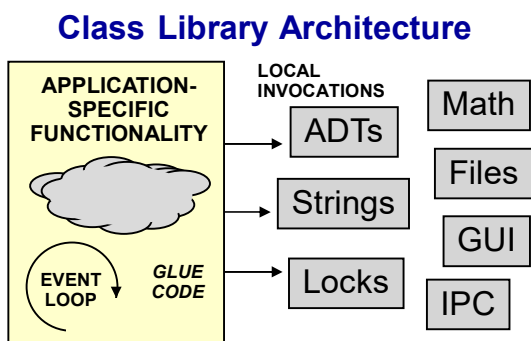 Class Library Architecture
APPLICATION-
SPECIFIC
FUNCTIONALITY
EVENT
LOOP
GLUE
CODE
LOCAL
INVOCATIONS
ADTs
Strings
Locks
Math
Files
GUI
IPC